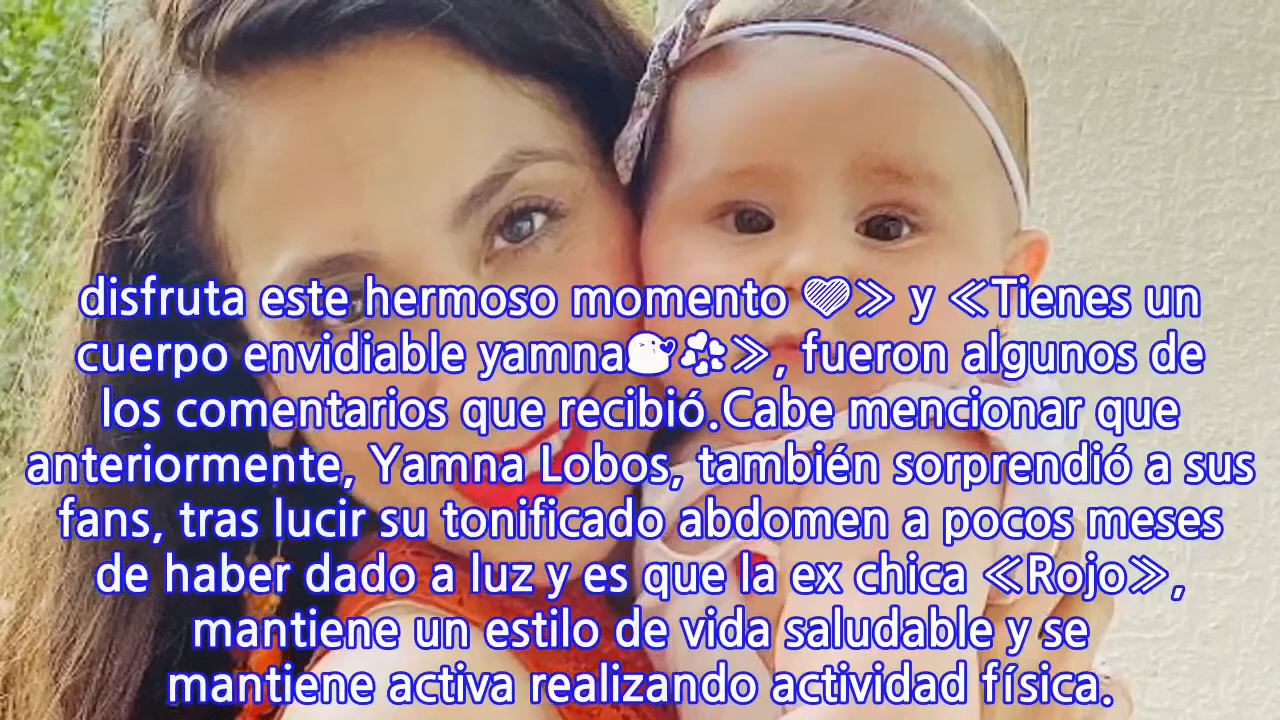 disfruta este hermoso momento 💜≫ y ≪Tienes un
cuerpo envidiable yamna≫, fueron algunos de
los comentarios que recibió.Cabe mencionar que
anteriormente, Yamna Lobos, también sorprendió a sus
fans, tras lucir su tonificado abdomen a pocos meses
de haber dado a luz y es que la ex chica ≪Rojo≫,
mantiene un estilo de vida saludable y se
mantiene activa realizando actividad física.